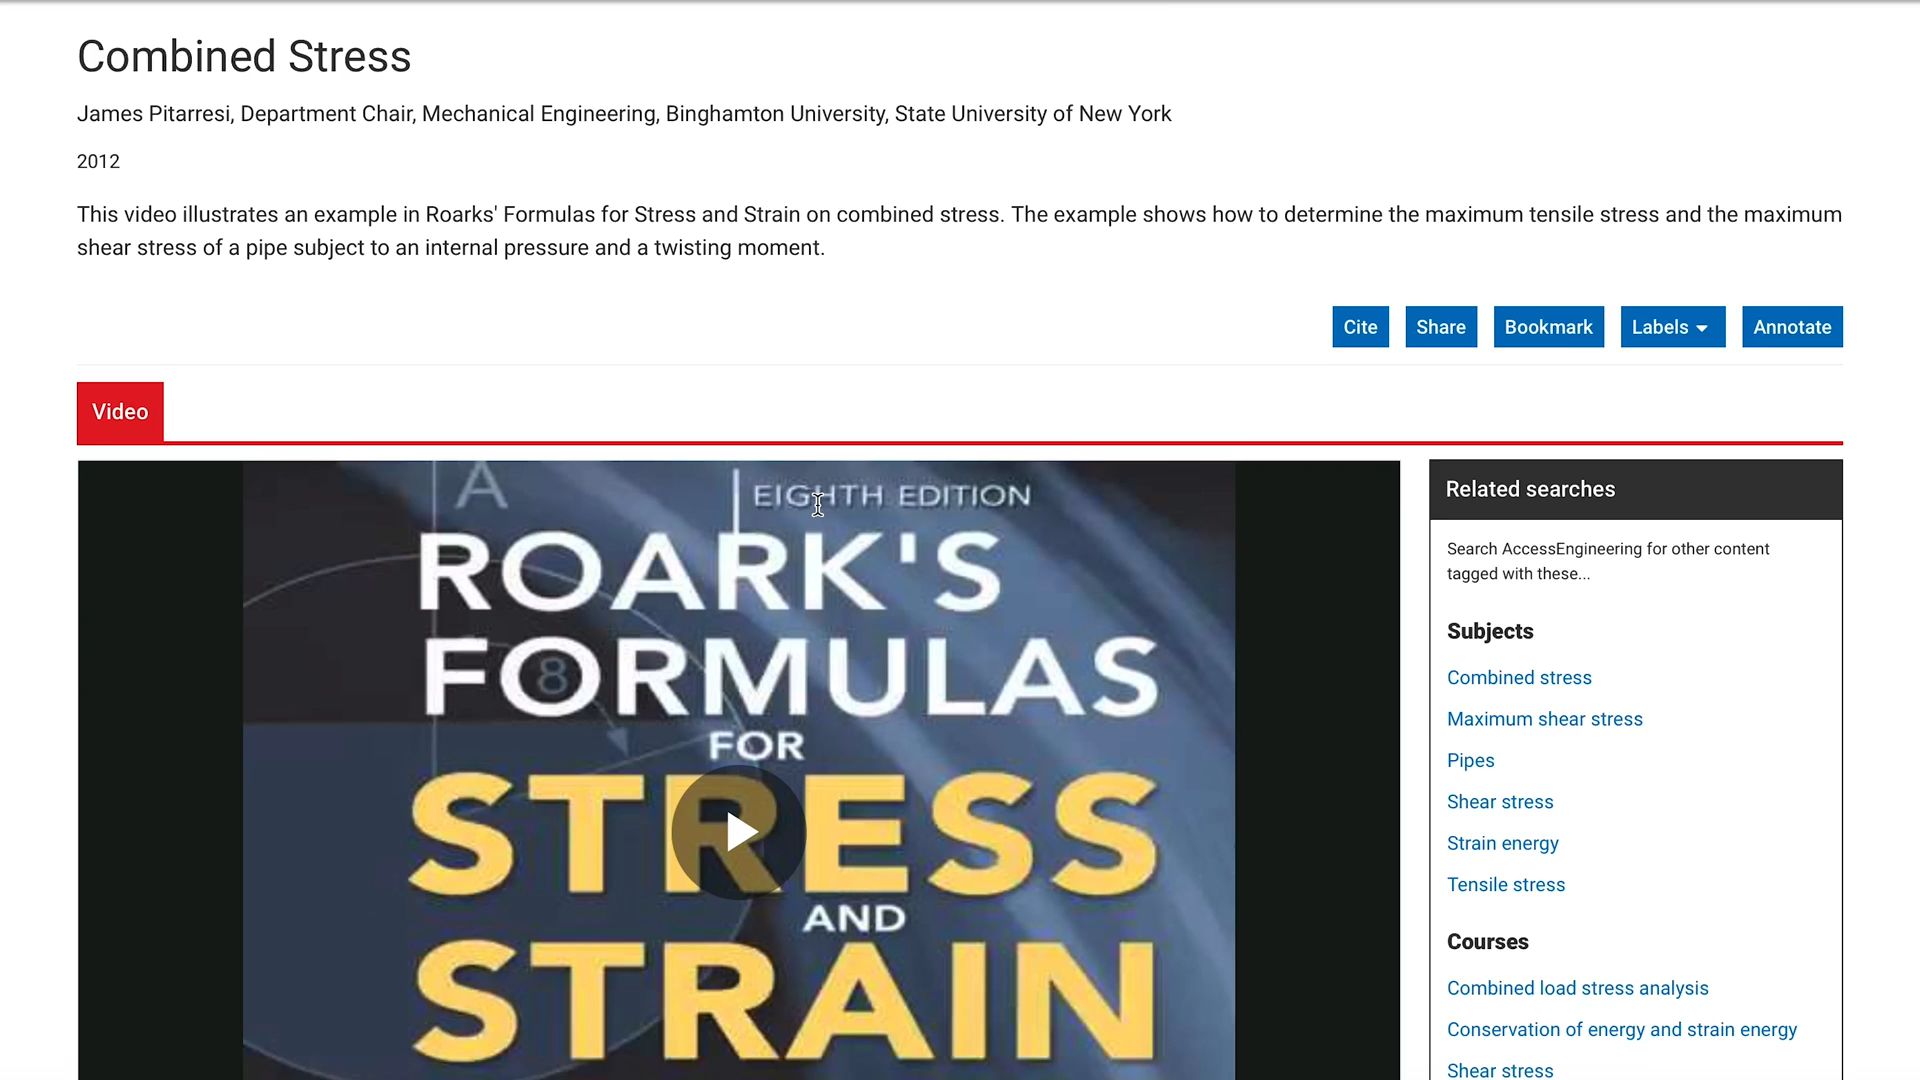 Combined Stress
James Pitarresi, Department Chair, Mechanical Engineering, Binghamton University, State University of New York
2012
This video illustrates an example in Roarks' Formulas for Stress and Strain on combined stress. The example shows how to determine the maximum tensile stress and the maximum
shear stress of a pipe subject to an internal pressure and a twisting moment.
Cite Share Bookmark Labels Annotate
Video
A
EIGHTH EDITION
ROARK'S
FORMULAS
8
FOR
STRESS
AND
STRAIN
Related searches
Search AccessEngineering for other content
tagged with these...
Subjects
Combined stress
Maximum shear stress
Pipes
Shear stress
Strain energy
Tensile stress
Courses
Combined load stress analysis
Conservation of energy and strain energy
Shear stress